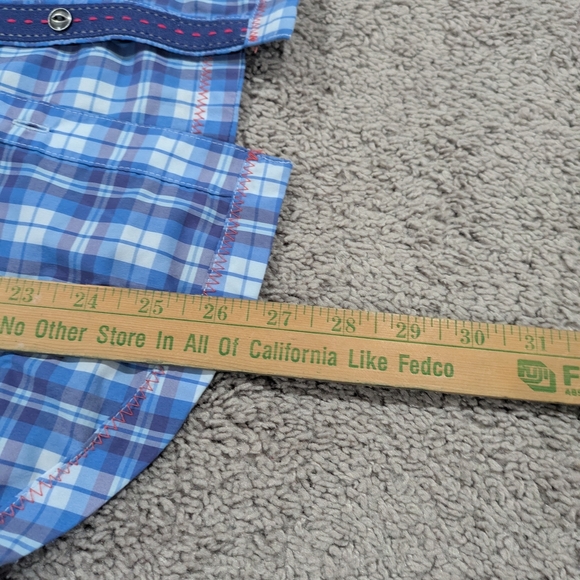 23 24 25 26 27 28 29 30 31
No Other Store In All Of California Like Fedco